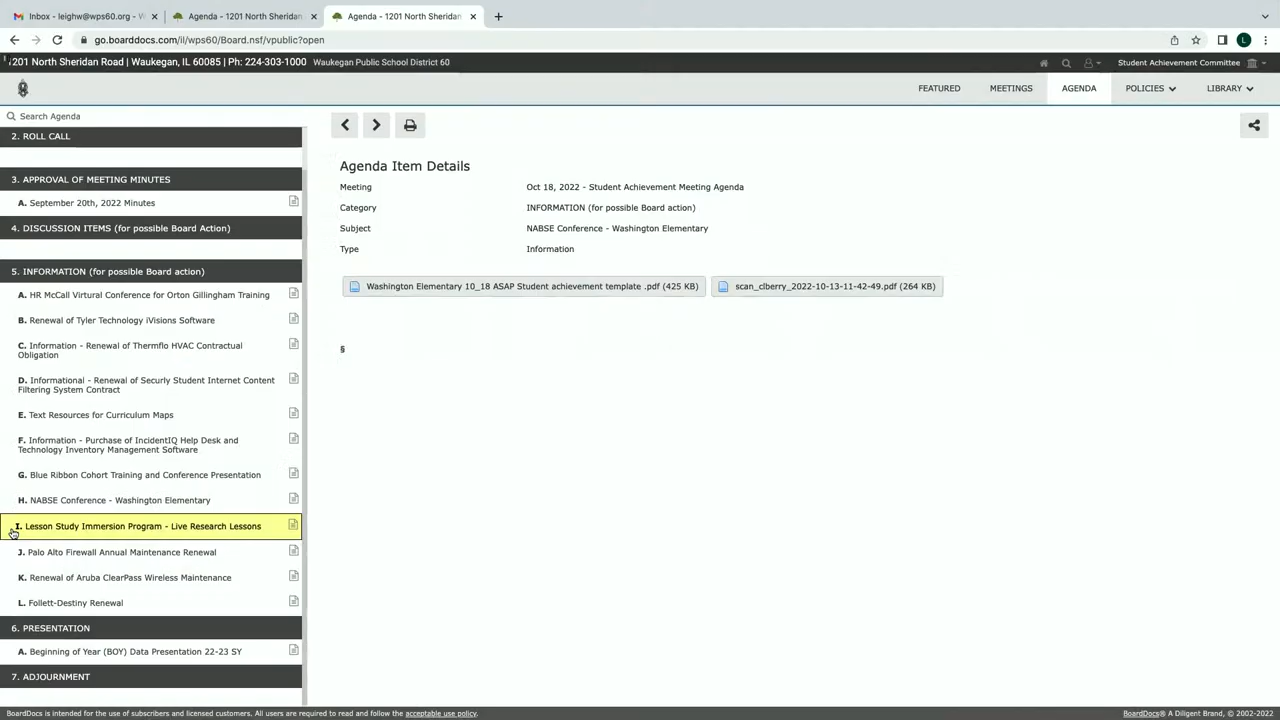 Inbox - leighw@wps60.org - W
Agenda - 1201 North Sheridan
Agenda - 1201 North Sheridan
go.boarddocs.com/il/wps60/Board.nsf/vpublic?open
L
1201 North Sheridan Road | Waukegan, IL 60085 | Ph: 224-303-1000 Waukegan Public School District 60
Student Achievement Committee
FEATURED MEETINGS AGENDA POLICIES LIBRARY
Search Agenda
2. ROLL CALL
3. APPROVAL OF MEETING MINUTES
A. September 20th, 2022 Minutes
4. DISCUSSION ITEMS (for possible Board Action)
5. INFORMATION (for possible Board action)
A. HR McCall Virtural Conference for Orton Gillingham Training
B. Renewal of Tyler Technology iVisions Software
C. Information - Renewal of Thermflo HVAC Contractual
Obligation
D. Informational - Renewal of Securly Student Internet Content
Filtering System Contract
E. Text Resources for Curriculum Maps
F. Information - Purchase of IncidentIQ Help Desk and
Technology Inventory Management Software
G. Blue Ribbon Cohort Training and Conference Presentation
H. NABSE Conference - Washington Elementary
I. Lesson Study Immersion Program - Live Research Lessons
J. Palo Alto Firewall Annual Maintenance Renewal
K. Renewal of Aruba ClearPass Wireless Maintenance
L. Follett-Destiny Renewal
6. PRESENTATION
A. Beginning of Year (BOY) Data Presentation 22-23 SY
7. ADJOURNMENT
Agenda Item Details
Meeting Oct 18, 2022 - Student Achievement Meeting Agenda
Category INFORMATION (for possible Board action)
Subject NABSE Conference - Washington Elementary
Type Information
Washington Elementary 10_18 ASAP Student achievement template .pdf (425 KB)
scan_clberry_2022-10-13-11-42-49.pdf (264 KB)
§
BoardDocs is intended for the use of subscribers and licensed customers. All users are required to read and follow the acceptable use policy.
BoardDocs® A Diligent Brand, © 2002-2022